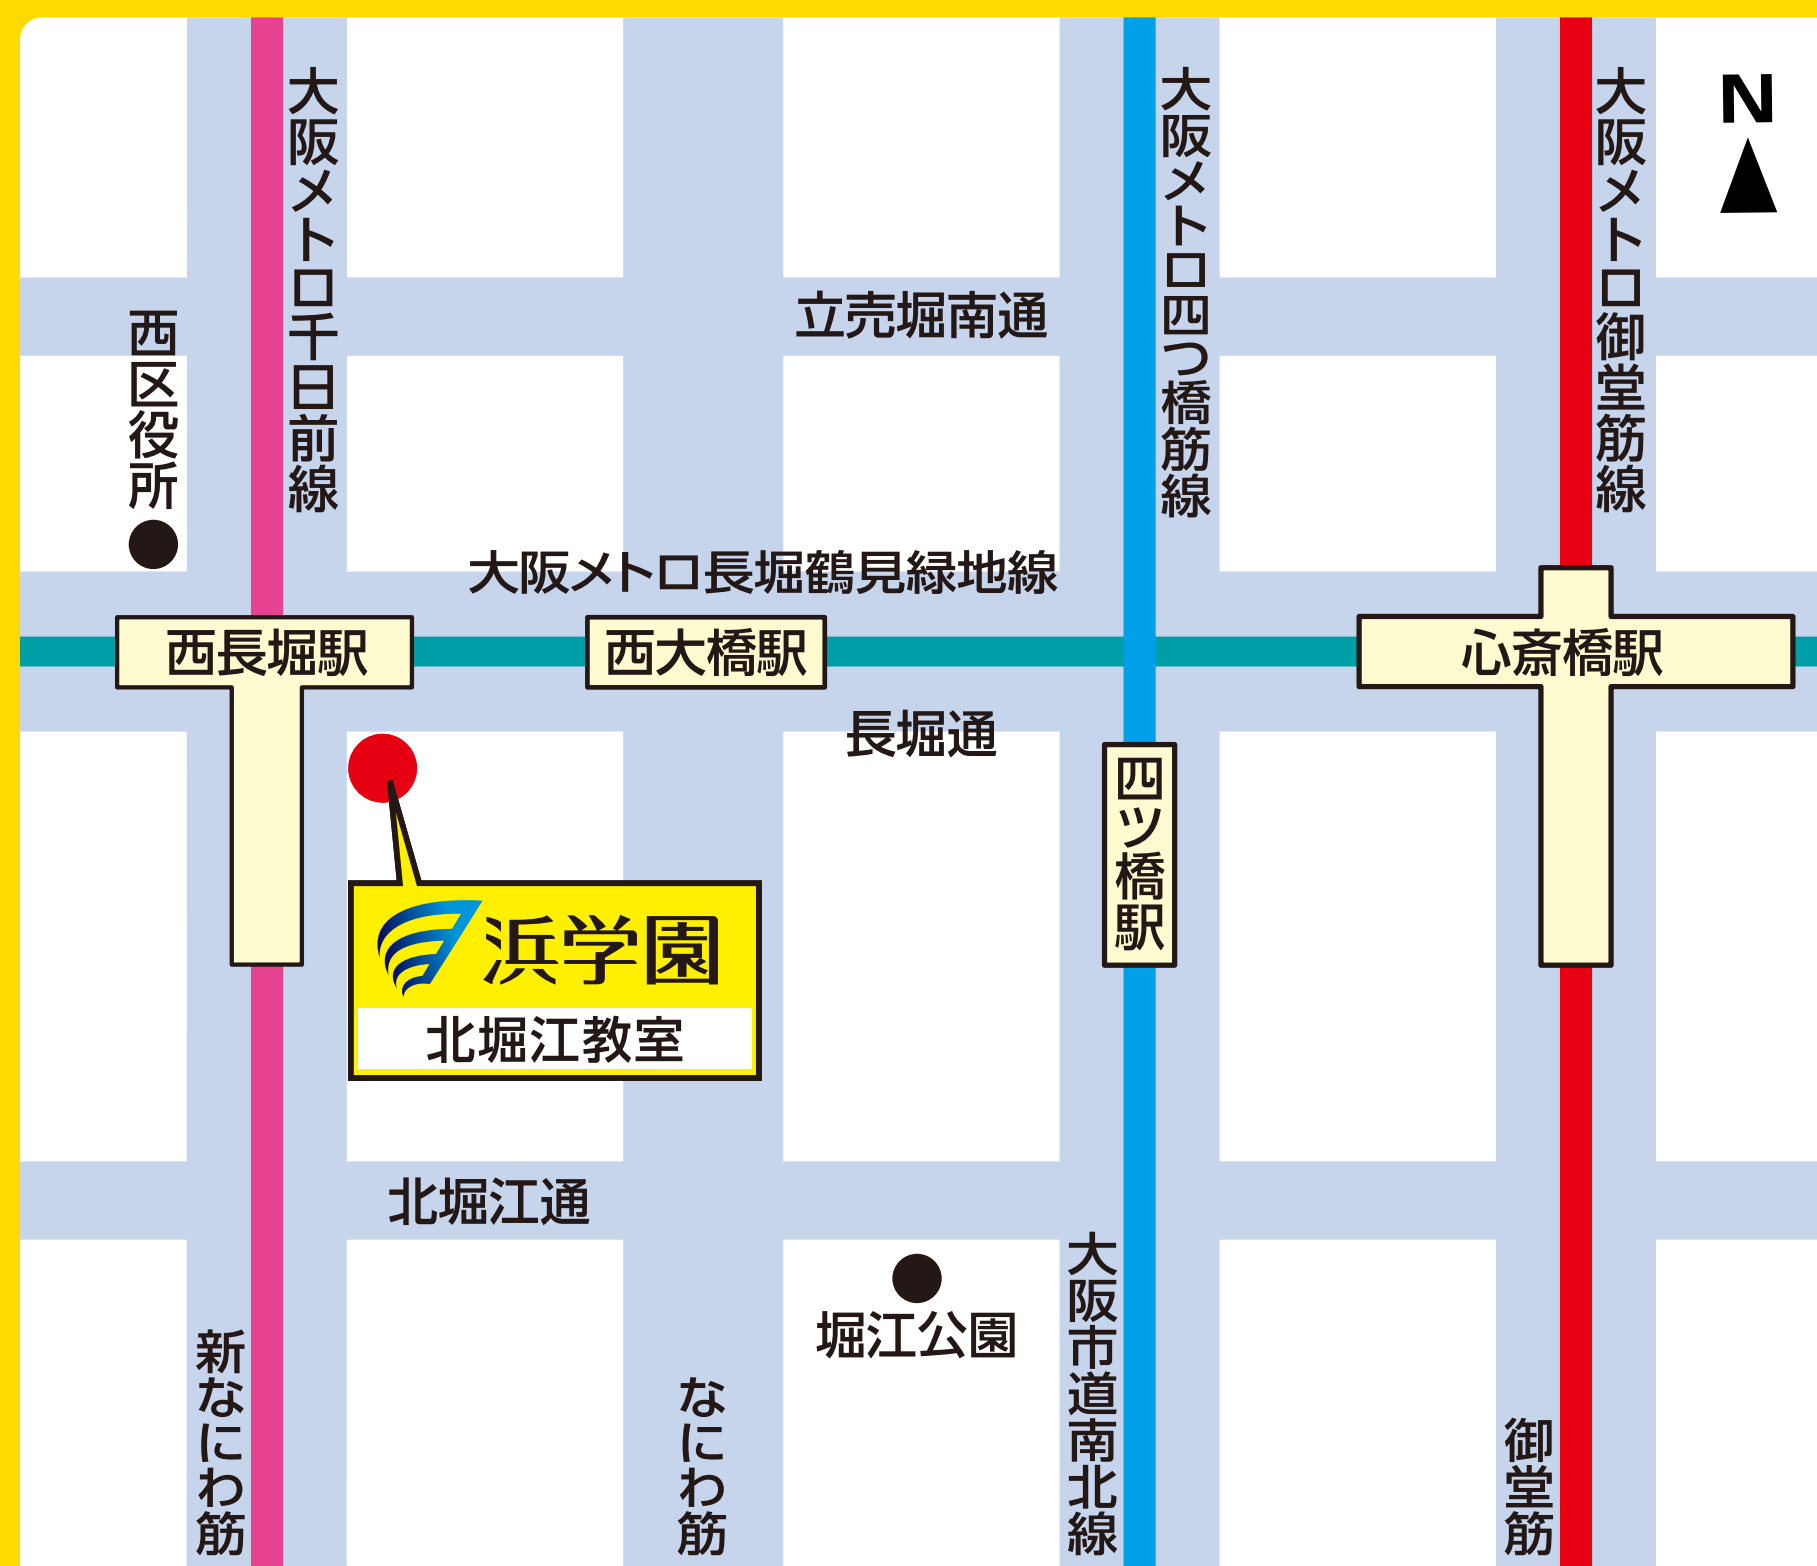 大阪メトロ千日前線
大阪メトロ四つ橋筋線
大阪メトロ御堂筋線
N
立売堀南通
西区役所
大阪メトロ長堀鶴見緑地線
西長堀駅
西大橋駅
心斎橋駅
長堀通
四ツ橋駅
浜学園
北堀江教室
北堀江通
堀江公園
新なにわ筋
なにわ筋
大阪市道南北線
御堂筋